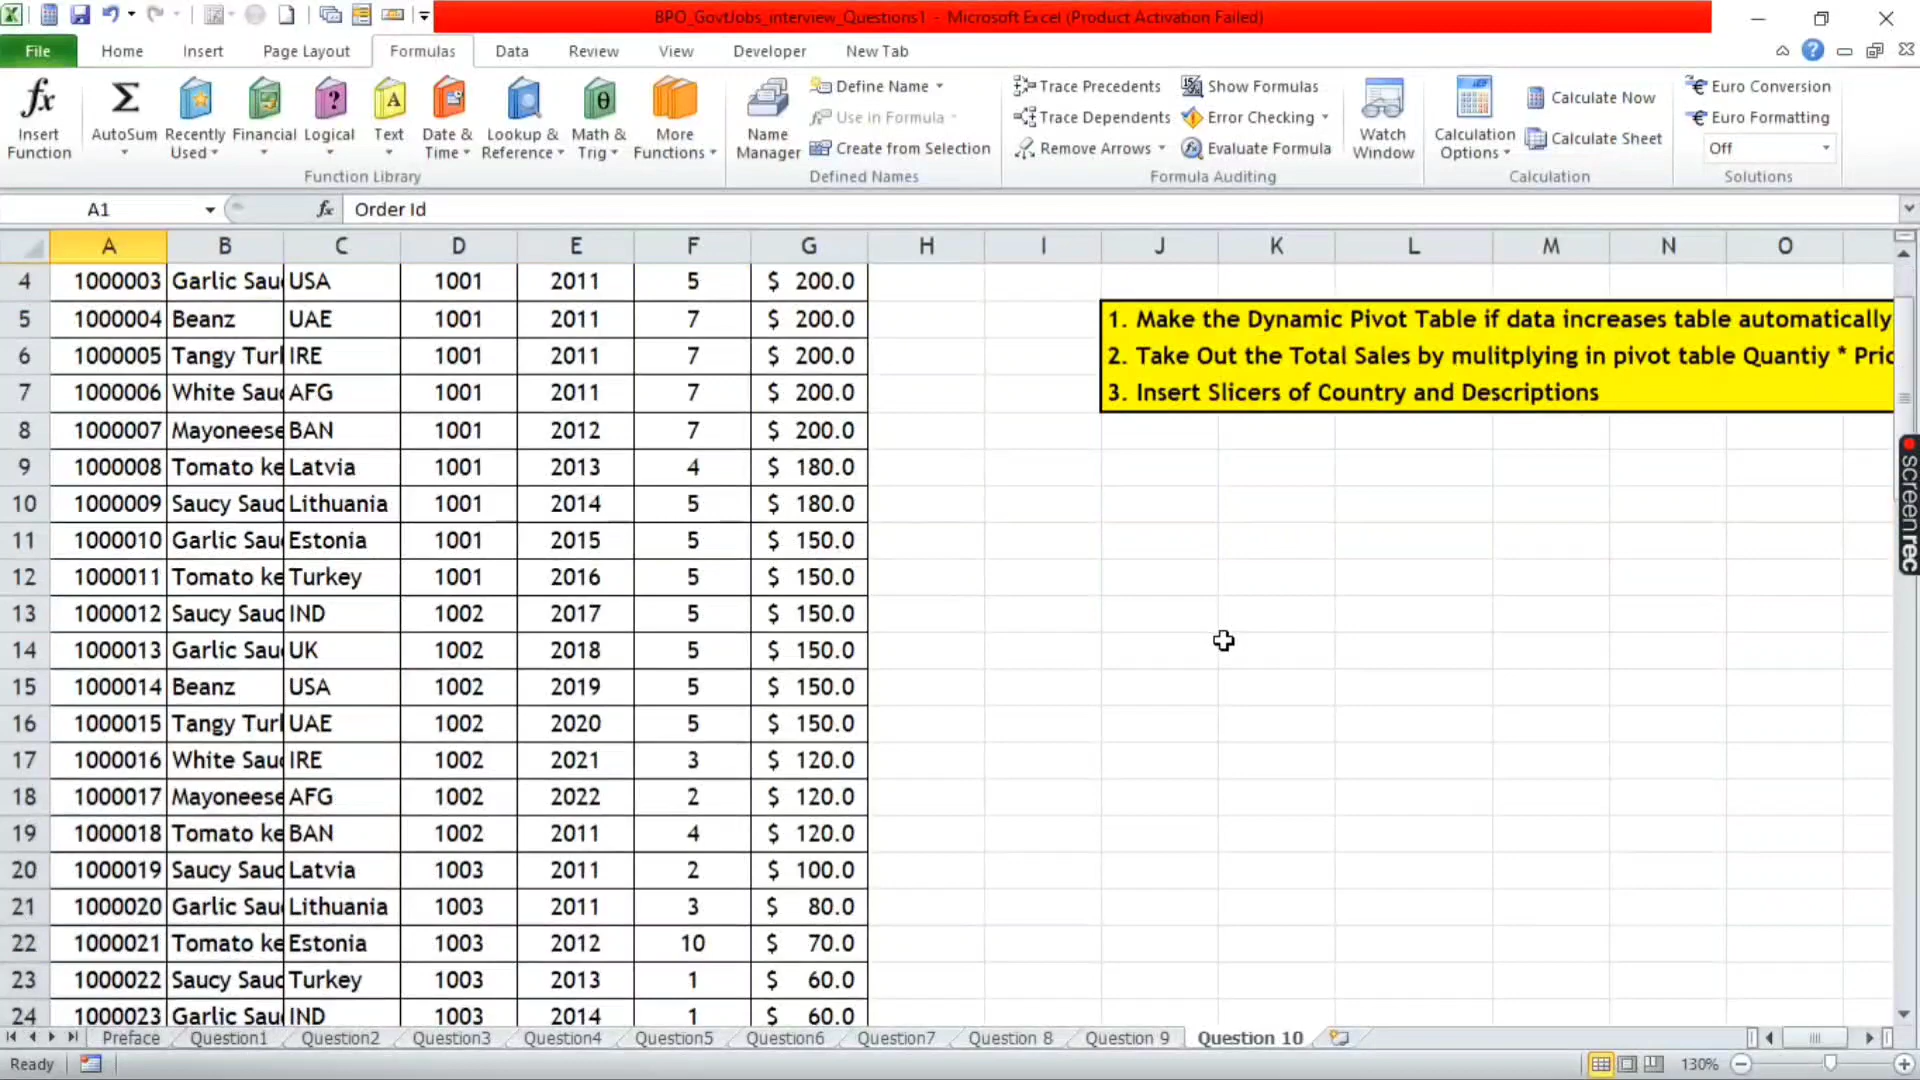 BPO_GovtJobs_interview_Questions1 - Microsoft Excel (Product Activation Failed)
File Home Insert Page Layout Formulas Data Review View Developer New Tab
Insert Function
AutoSum
Recently Used
Financial
Logical
Text
Date & Time
Lookup & Reference
Math & Trig
More Functions
Function Library
Name Manager
Define Name
Use in Formula
Create from Selection
Defined Names
Trace Precedents
Trace Dependents
Remove Arrows
Show Formulas
Error Checking
Evaluate Formula
Formula Auditing
Watch Window
Calculation Options
Calculate Now
Calculate Sheet
Calculation
Euro Conversion
Euro Formatting
Off
Solutions
A1 fx Order Id
A B C D E F G H I J K L M N O
4 1000003 Garlic Sau USA 1001 2011 5 $ 200.0
5 1000004 Beanz UAE 1001 2011 7 $ 200.0
6 1000005 Tangy Turl IRE 1001 2011 7 $ 200.0
7 1000006 White Sau AFG 1001 2011 7 $ 200.0
8 1000007 Mayoneese BAN 1001 2012 7 $ 200.0
9 1000008 Tomato ke Latvia 1001 2013 4 $ 180.0
10 1000009 Saucy Sauc Lithuania 1001 2014 5 $ 180.0
11 1000010 Garlic Sau Estonia 1001 2015 5 $ 150.0
12 1000011 Tomato ke Turkey 1001 2016 5 $ 150.0
13 1000012 Saucy Sauc IND 1002 2017 5 $ 150.0
14 1000013 Garlic Sau UK 1002 2018 5 $ 150.0
15 1000014 Beanz USA 1002 2019 5 $ 150.0
16 1000015 Tangy Turl UAE 1002 2020 5 $ 150.0
17 1000016 White Sau IRE 1002 2021 3 $ 120.0
18 1000017 Mayoneese AFG 1002 2022 2 $ 120.0
19 1000018 Tomato ke BAN 1002 2011 4 $ 120.0
20 1000019 Saucy Sauc Latvia 1003 2011 2 $ 100.0
21 1000020 Garlic Sau Lithuania 1003 2011 3 $ 80.0
22 1000021 Tomato ke Estonia 1003 2012 10 $ 70.0
23 1000022 Saucy Sauc Turkey 1003 2013 1 $ 60.0
24 1000023 Garlic Sau IND 1003 2014 1 $ 60.0
1. Make the Dynamic Pivot Table if data increases table automatically
2. Take Out the Total Sales by mulitplying in pivot table Quantiy * Pric
3. Insert Slicers of Country and Descriptions
screenrec
Preface Question1 Question2 Question3 Question4 Question5 Question6 Question7 Question 8 Question 9 Question 10
Ready 130%